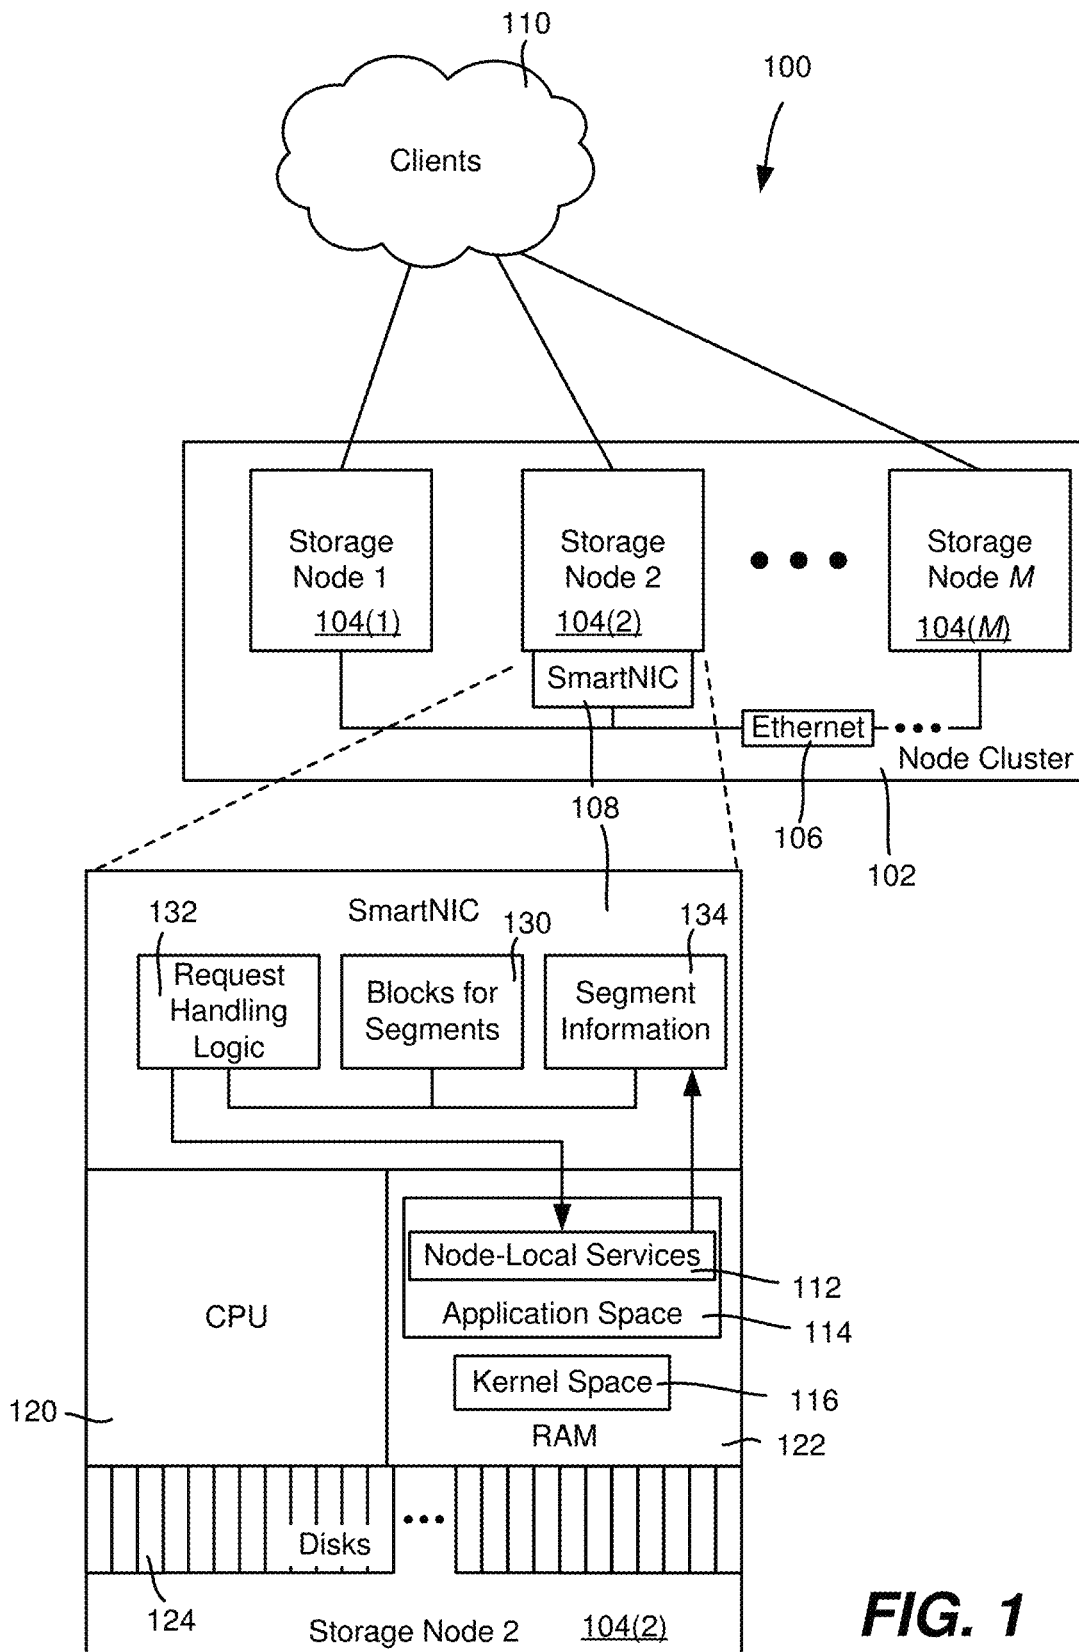 110
100
Clients
Storage
Node 1
104(1)
Storage
Node 2
104(2)
Storage
Node M
104(M)
SmartNIC
Ethernet
Node Cluster
108
106
102
132
SmartNIC
130
134
Request
Handling
Logic
Blocks for
Segments
Segment
Information
Node-Local Services
112
CPU
Application Space
114
Kernel Space
116
120
RAM
122
Disks
124
Storage Node 2
104(2)
FIG. 1